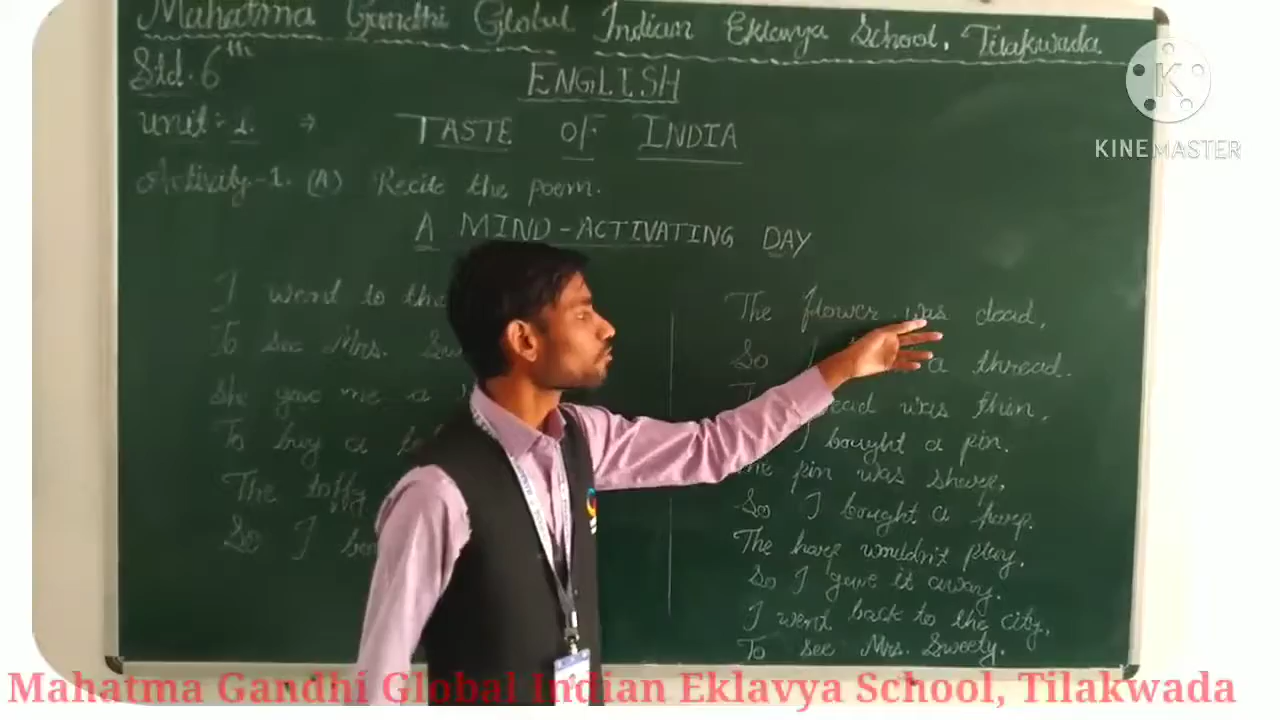 Mahatma Gandhi Global Indian Eklavya School, Tilakwada
Std. 6th
ENGLISH
Unit:- 1. ⇒ TASTE OF INDIA
Activity-1. (A) Recite the poem.
A MIND-ACTIVATING DAY
I went to the
To see Mrs.
She gave me a
To buy a
The toffy
So I
The flower was dead,
So a thread.
was thin,
I bought a pin.
The pin was sharp,
So I bought a harp.
The harp wouldn't play,
So I gave it away.
I went back to the city,
To see Mrs. Sweety.
KINEMASTER
Mahatma Gandhi Global Indian Eklavya School, Tilakwada